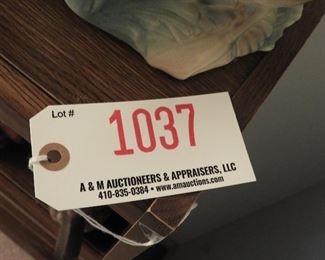 Lot #
1037
A & M AUCTIONEERS & APPRAISERS, LLC
410-835-0384 • www.amauctions.com